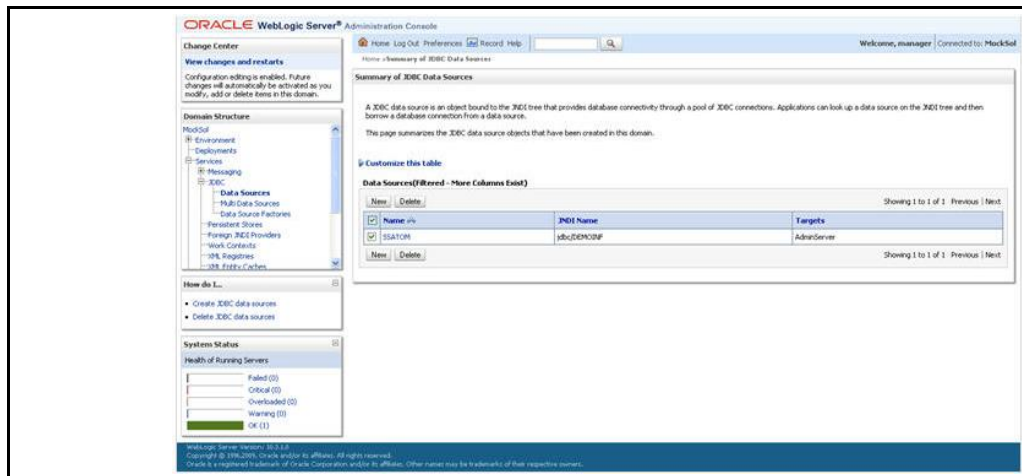 ORACLE WebLogic Server® Administration Console
Change Center
View changes and restarts
Configuration editing is enabled. Future
changes will automatically be activated as you
modify, add or delete items in this domain.
Domain Structure
MockSol
Environment
Deployments
Services
Messaging
JDBC
Data Sources
Multi Data Sources
Data Source Factories
Persistent Stores
Foreign JNDI Providers
Work Contexts
XML Registries
XML Entity Caches
How do I...
Create JDBC data sources
Delete JDBC data sources
System Status
Health of Running Servers
Failed (0)
Critical (0)
Overloaded (0)
Warning (0)
OK (1)
Home Log Out Preferences Record Help
Welcome, manager Connected to: MockSol
Home >Summary of JDBC Data Sources
Summary of JDBC Data Sources
A JDBC data source is an object bound to the JNDI tree that provides database connectivity through a pool of JDBC connections. Applications can look up a data source on the JNDI tree and then
borrow a database connection from a data source.
This page summarizes the JDBC data source objects that have been created in this domain.
Customize this table
Data Sources(Filtered - More Columns Exist)
New Delete Showing 1 to 1 of 1 Previous | Next
Name JNDI Name Targets
SSATOM jdbc/DEMOINF AdminServer
New Delete Showing 1 to 1 of 1 Previous | Next
WebLogic Server Version: 10.3.1.0
Copyright © 1996,2009, Oracle and/or its affiliates. All rights reserved.
Oracle is a registered trademark of Oracle Corporation and/or its affiliates. Other names may be trademarks of their respective owners.